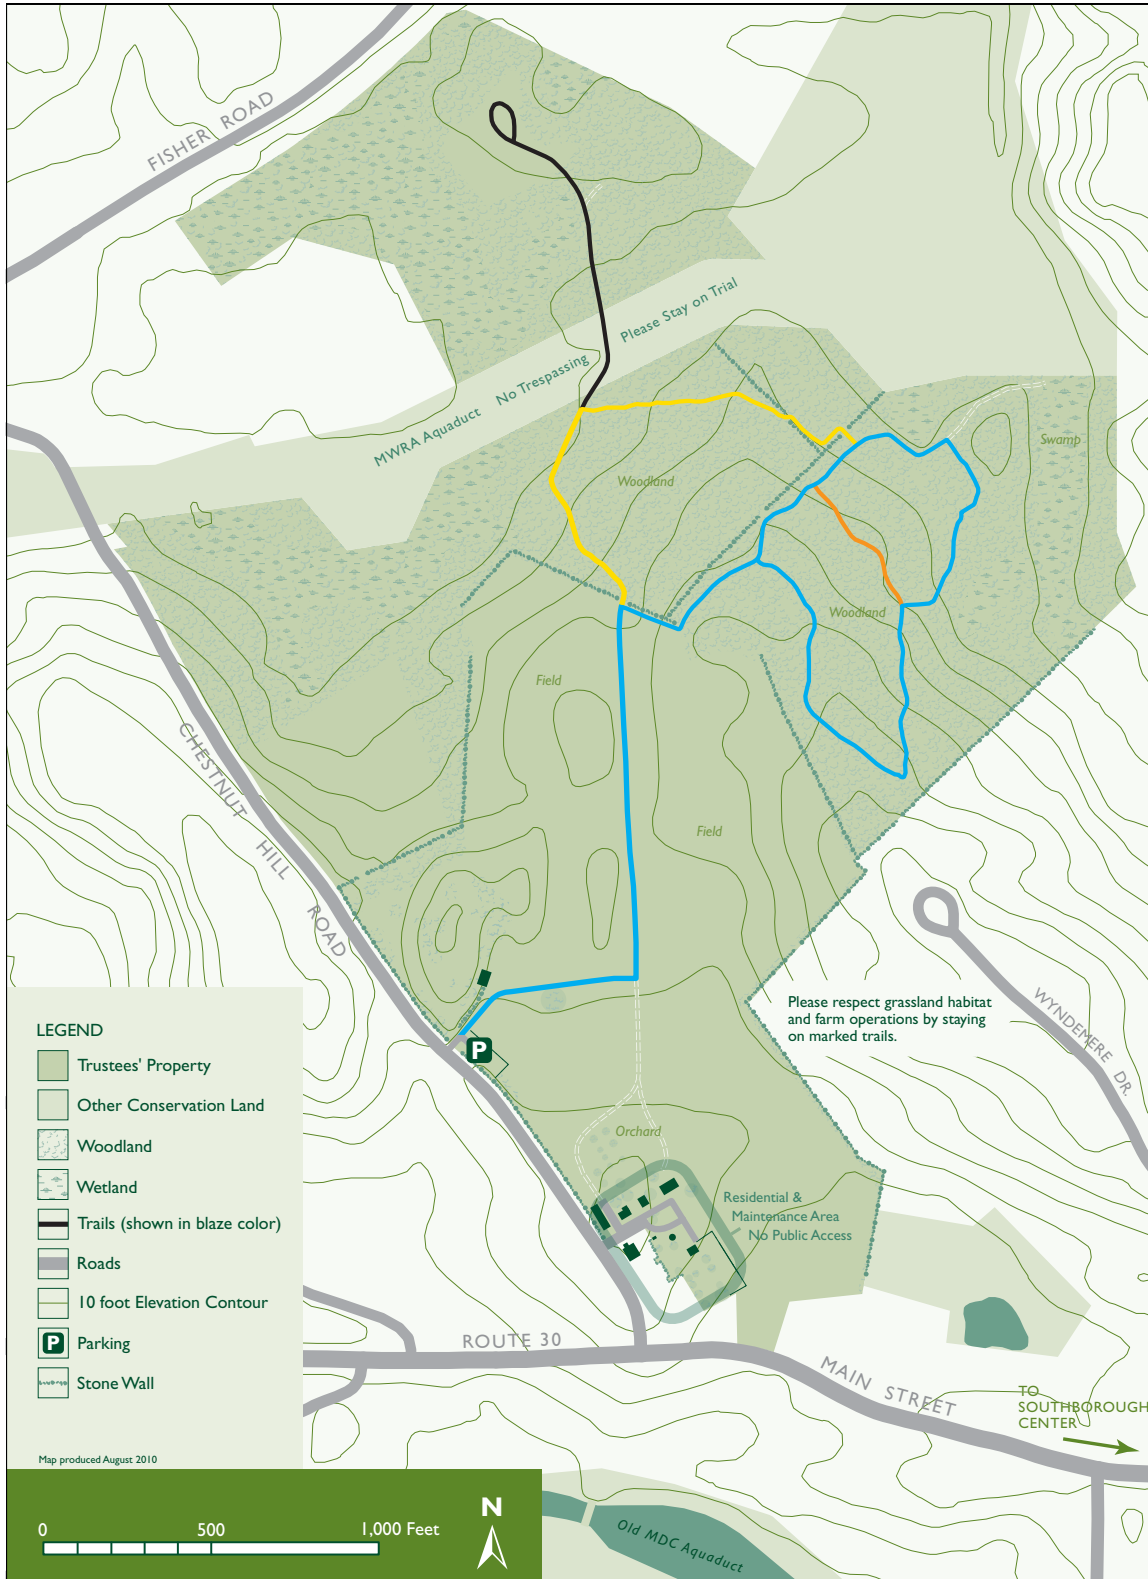 FISHER ROAD
MWRA Aquaduct No Trespassing Please Stay on Trial
Swamp
Woodland
Woodland
Field
Field
CHESTNUT HILL ROAD
Please respect grassland habitat
and farm operations by staying
on marked trails.
WYNDEMERE DR.
P
Orchard
Residential &
Maintenance Area
No Public Access
LEGEND
Trustees' Property
Other Conservation Land
Woodland
Wetland
Trails (shown in blaze color)
Roads
10 foot Elevation Contour
P Parking
Stone Wall
Map produced August 2010
ROUTE 30
MAIN STREET
TO
SOUTHBOROUGH
CENTER
0 500 1,000 Feet
N
Old MDC Aquaduct